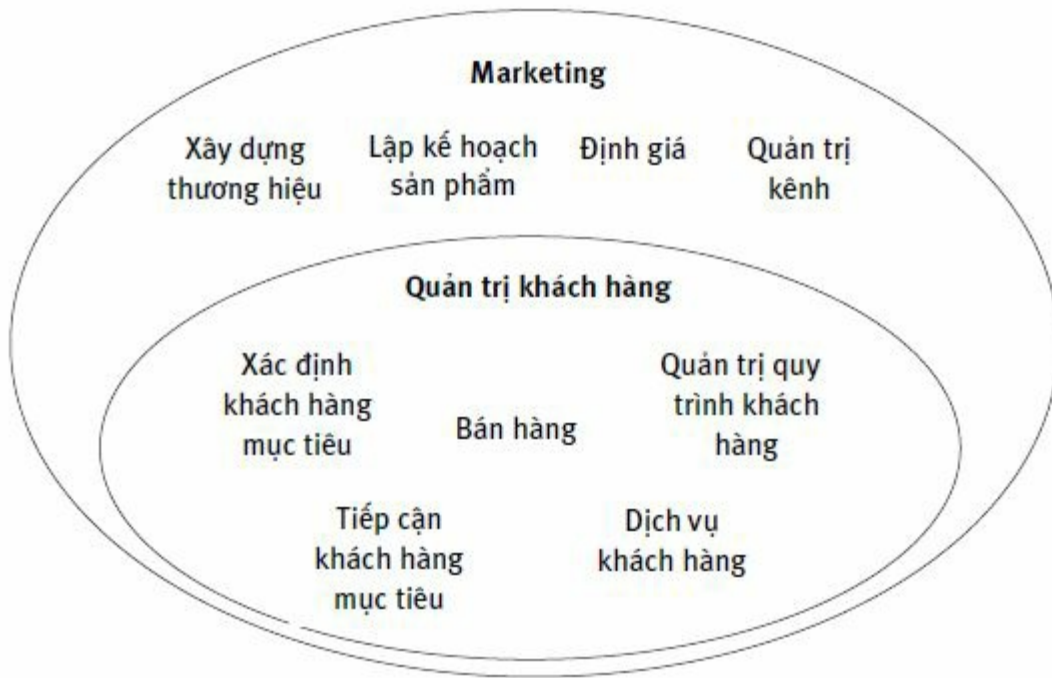 Marketing
Xây dựng
thương hiệu
Lập kế hoạch
sản phẩm
Định giá
Quản trị
kênh
Quản trị khách hàng
Xác định
khách hàng
mục tiêu
Bán hàng
Quản trị quy
trình khách
hàng
Tiếp cận
khách hàng
mục tiêu
Dịch vụ
khách hàng